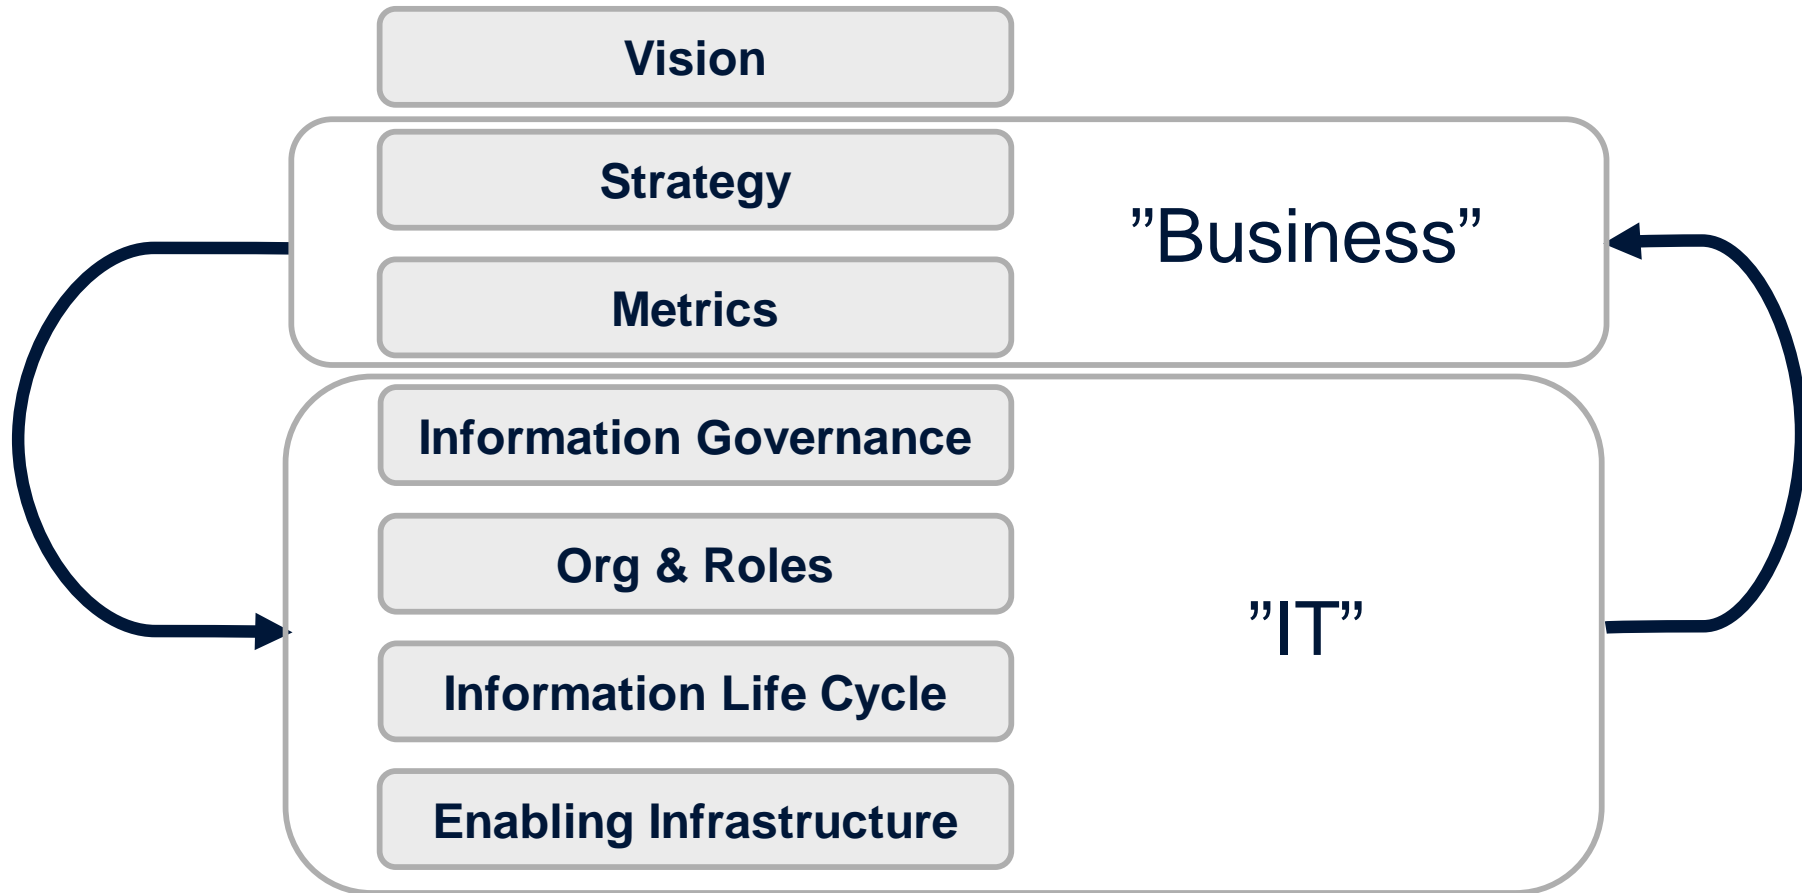 Vision
Strategy
”Business”
Metrics
Information Governance
Org & Roles
”IT”
Information Life Cycle
Enabling Infrastructure